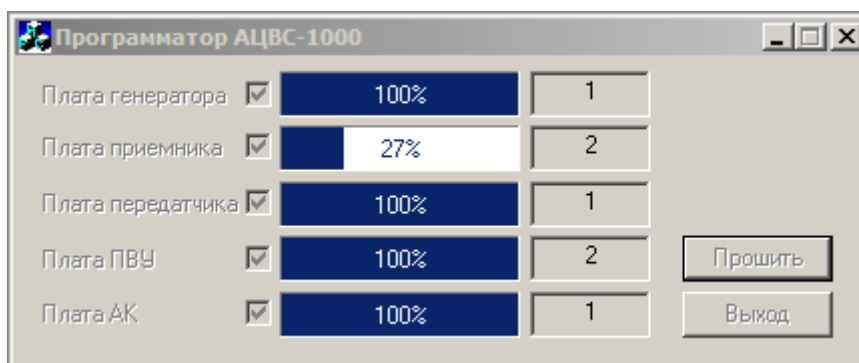 Программатор АЦВС-1000
Плата генератора 100% 1
Плата приемника 27% 2
Плата передатчика 100% 1
Плата ПВУ 100% 2 Прошить
Плата АК 100% 1 Выход